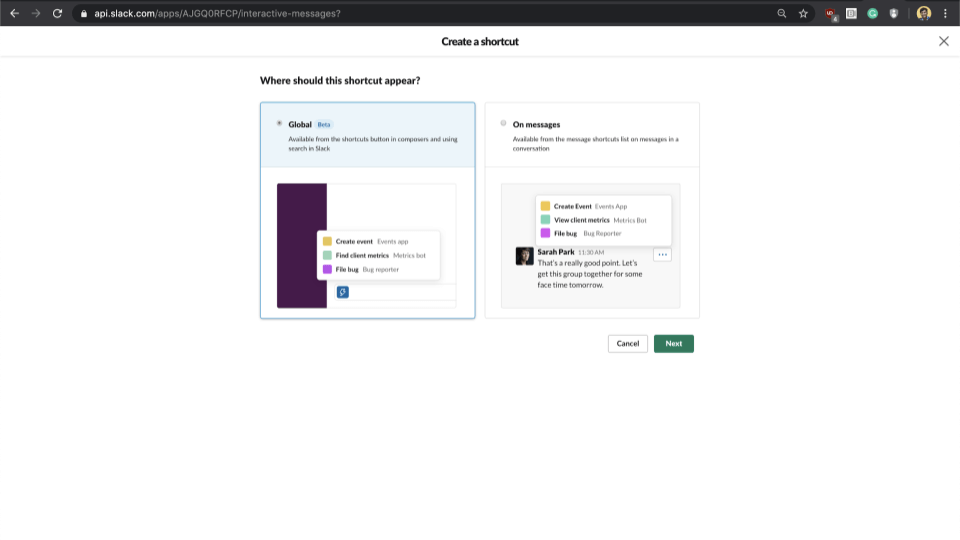 api.slack.com/apps/AJGQ0RFCP/interactive-messages?
6
Create a shortcut
Where should this shortcut appear?
Global Beta
Available from the shortcuts button in composers and using
search in Slack
Create event Events app
Find client metrics Metrics bot
File bug Bug reporter
On messages
Available from the message shortcuts list on messages in a
conversation
Create Event Events App
View client metrics Metrics Bot
File bug Bug Reporter
Sarah Park 11:30 AM
That's a really good point. Let's
get this group together for some
face time tomorrow.
Cancel
Next